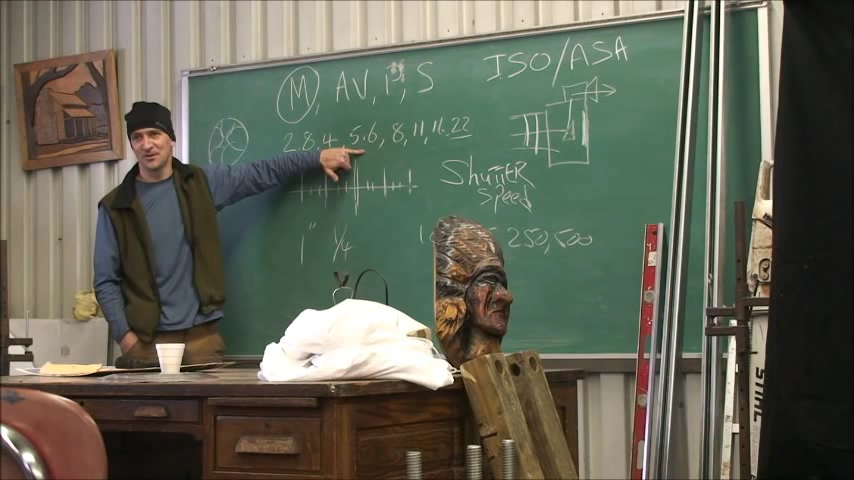 M, AV, P, S
ISO/ASA
2.8, 4, 5.6, 8, 11, 16, 22
SHUTTER
SPEED
1" 1/4
250, 500
STIHL